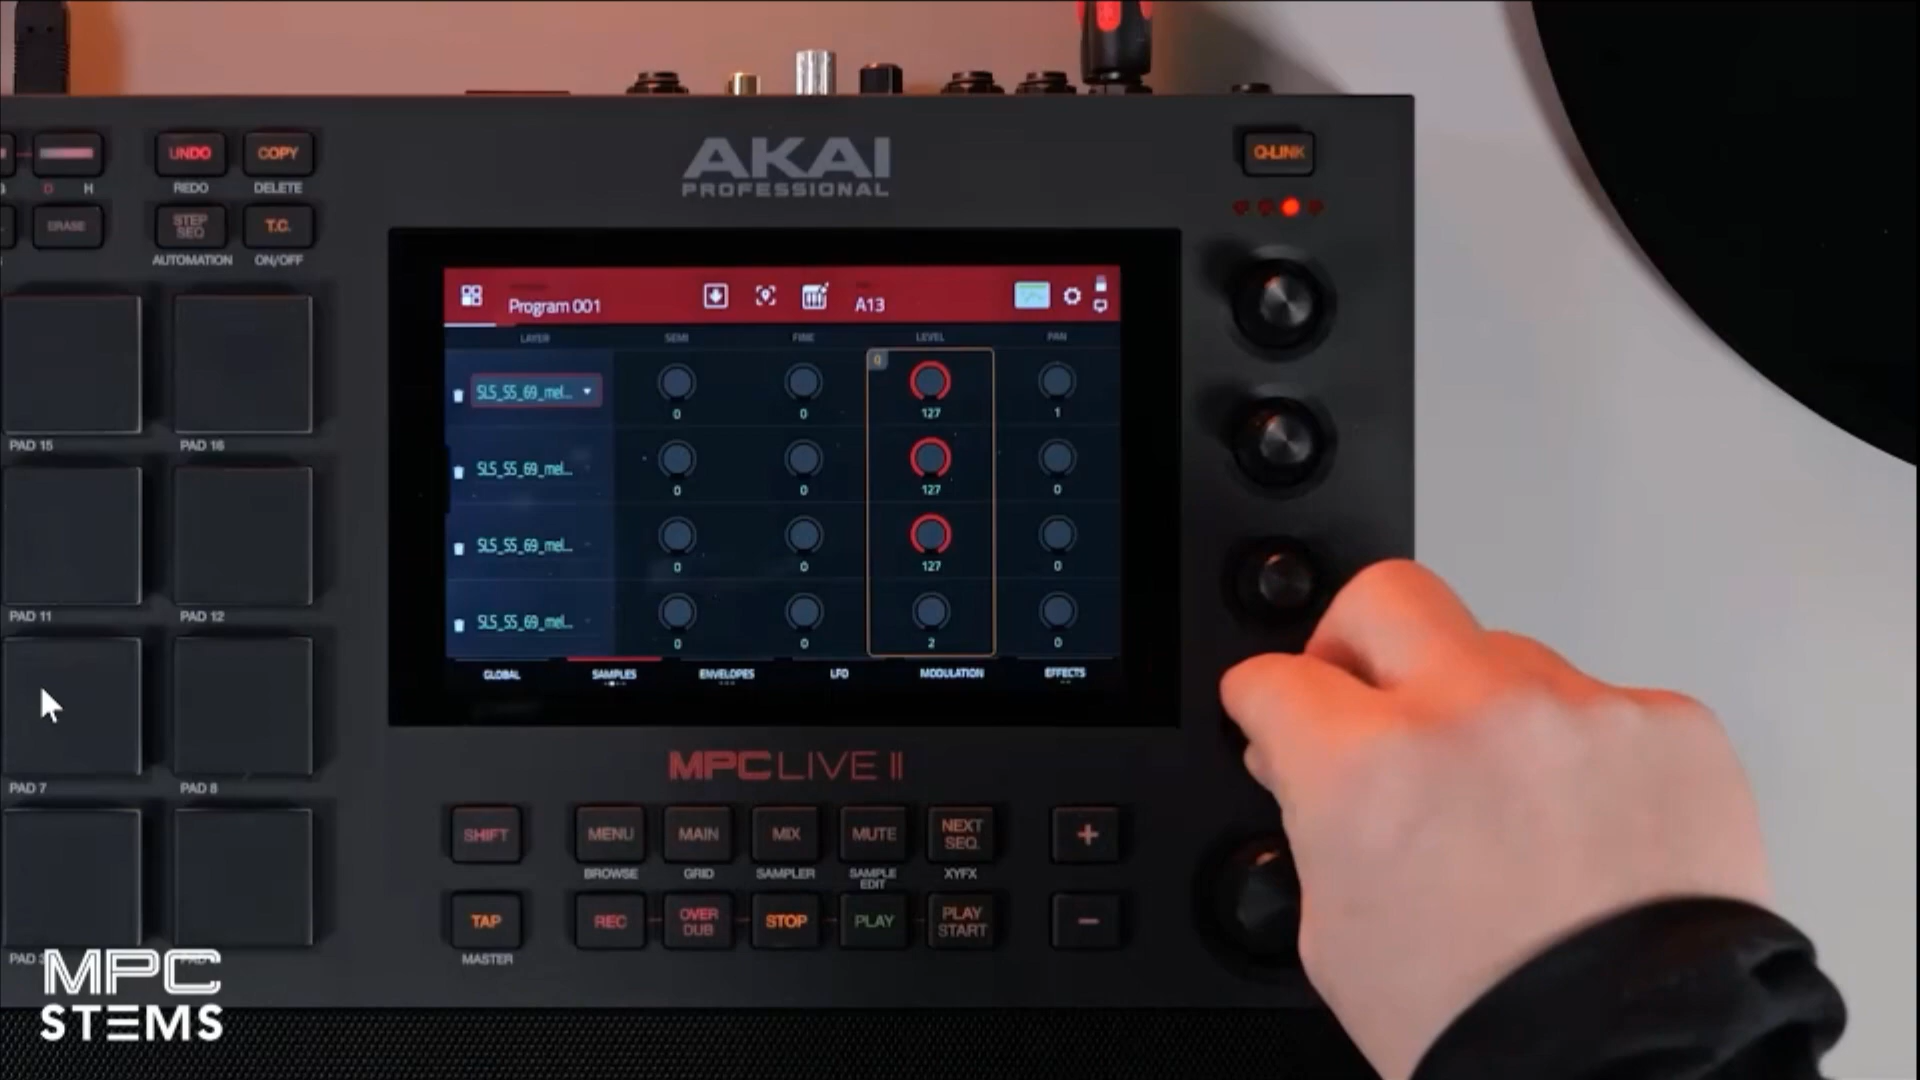 UNDO
COPY
D H
REDO
DELETE
ERASE
STEP SEQ
T.C.
AUTOMATION
ON/OFF
AKAI
PROFESSIONAL
Q-LINK
Program 001
A13
LAYER SEMI FINE LEVEL PAN
Q
SLS_55_69_mel...
0 0 127 1
SLS_55_69_mel...
0 0 127 0
SLS_55_69_mel...
0 0 127 0
SLS_55_69_mel...
0 0 2 0
GLOBAL SAMPLES ENVELOPES LFO MODULATION EFFECTS
PAD 15
PAD 16
PAD 11
PAD 12
PAD 7
PAD 8
MPC LIVE II
SHIFT
MENU
MAIN
MIX
MUTE
NEXT SEQ.
+
BROWSE
GRID
SAMPLER
SAMPLE EDIT
XYFX
TAP
REC
OVER DUB
STOP
PLAY
PLAY START
−
MASTER
MPC
STEMS